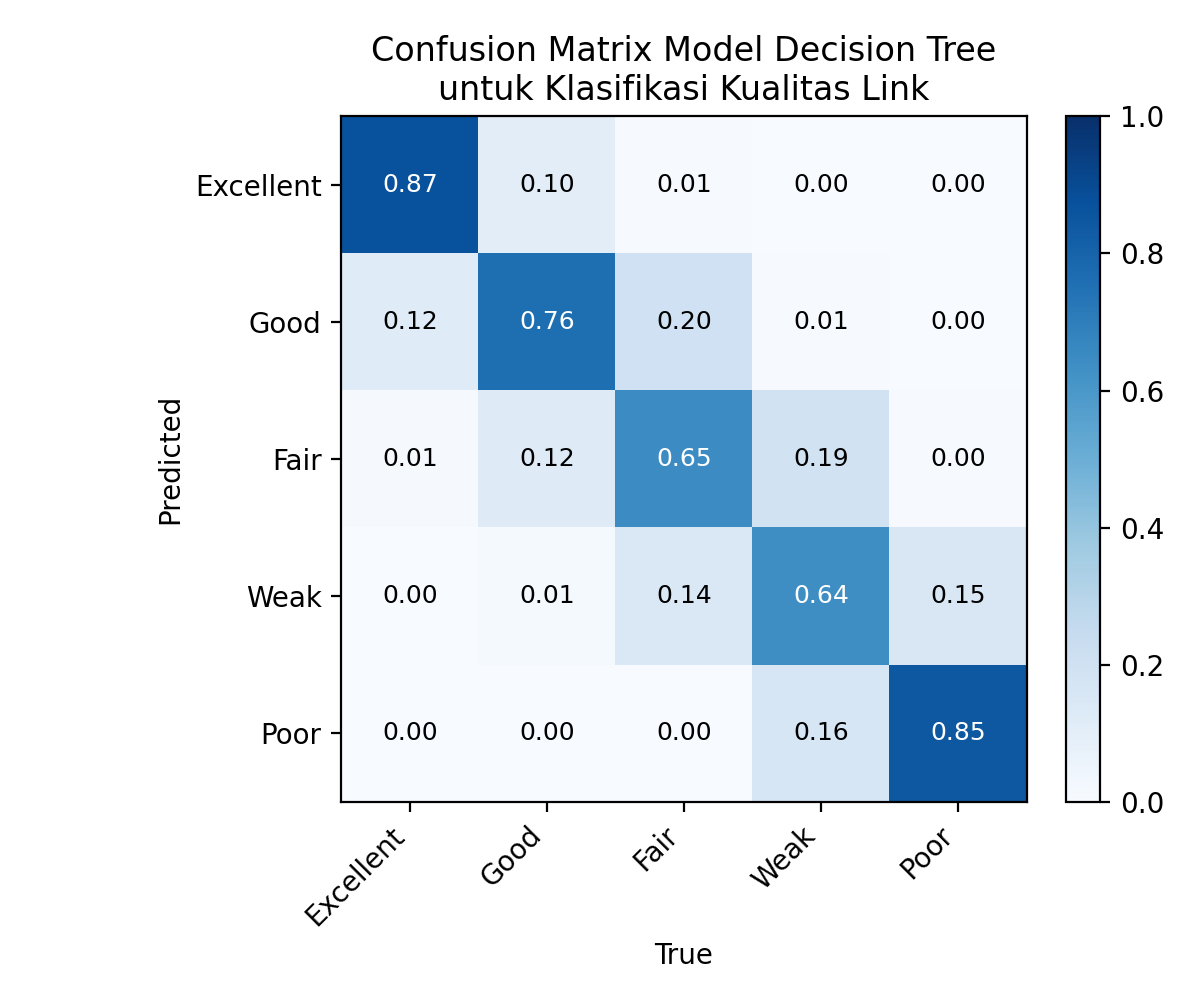 Confusion Matrix Model Decision Tree
untuk Klasifikasi Kualitas Link
Predicted
Excellent 0.87 0.10 0.01 0.00 0.00
Good 0.12 0.76 0.20 0.01 0.00
Fair 0.01 0.12 0.65 0.19 0.00
Weak 0.00 0.01 0.14 0.64 0.15
Poor 0.00 0.00 0.00 0.16 0.85
Excellent Good Fair Weak Poor
True
1.0
0.8
0.6
0.4
0.2
0.0